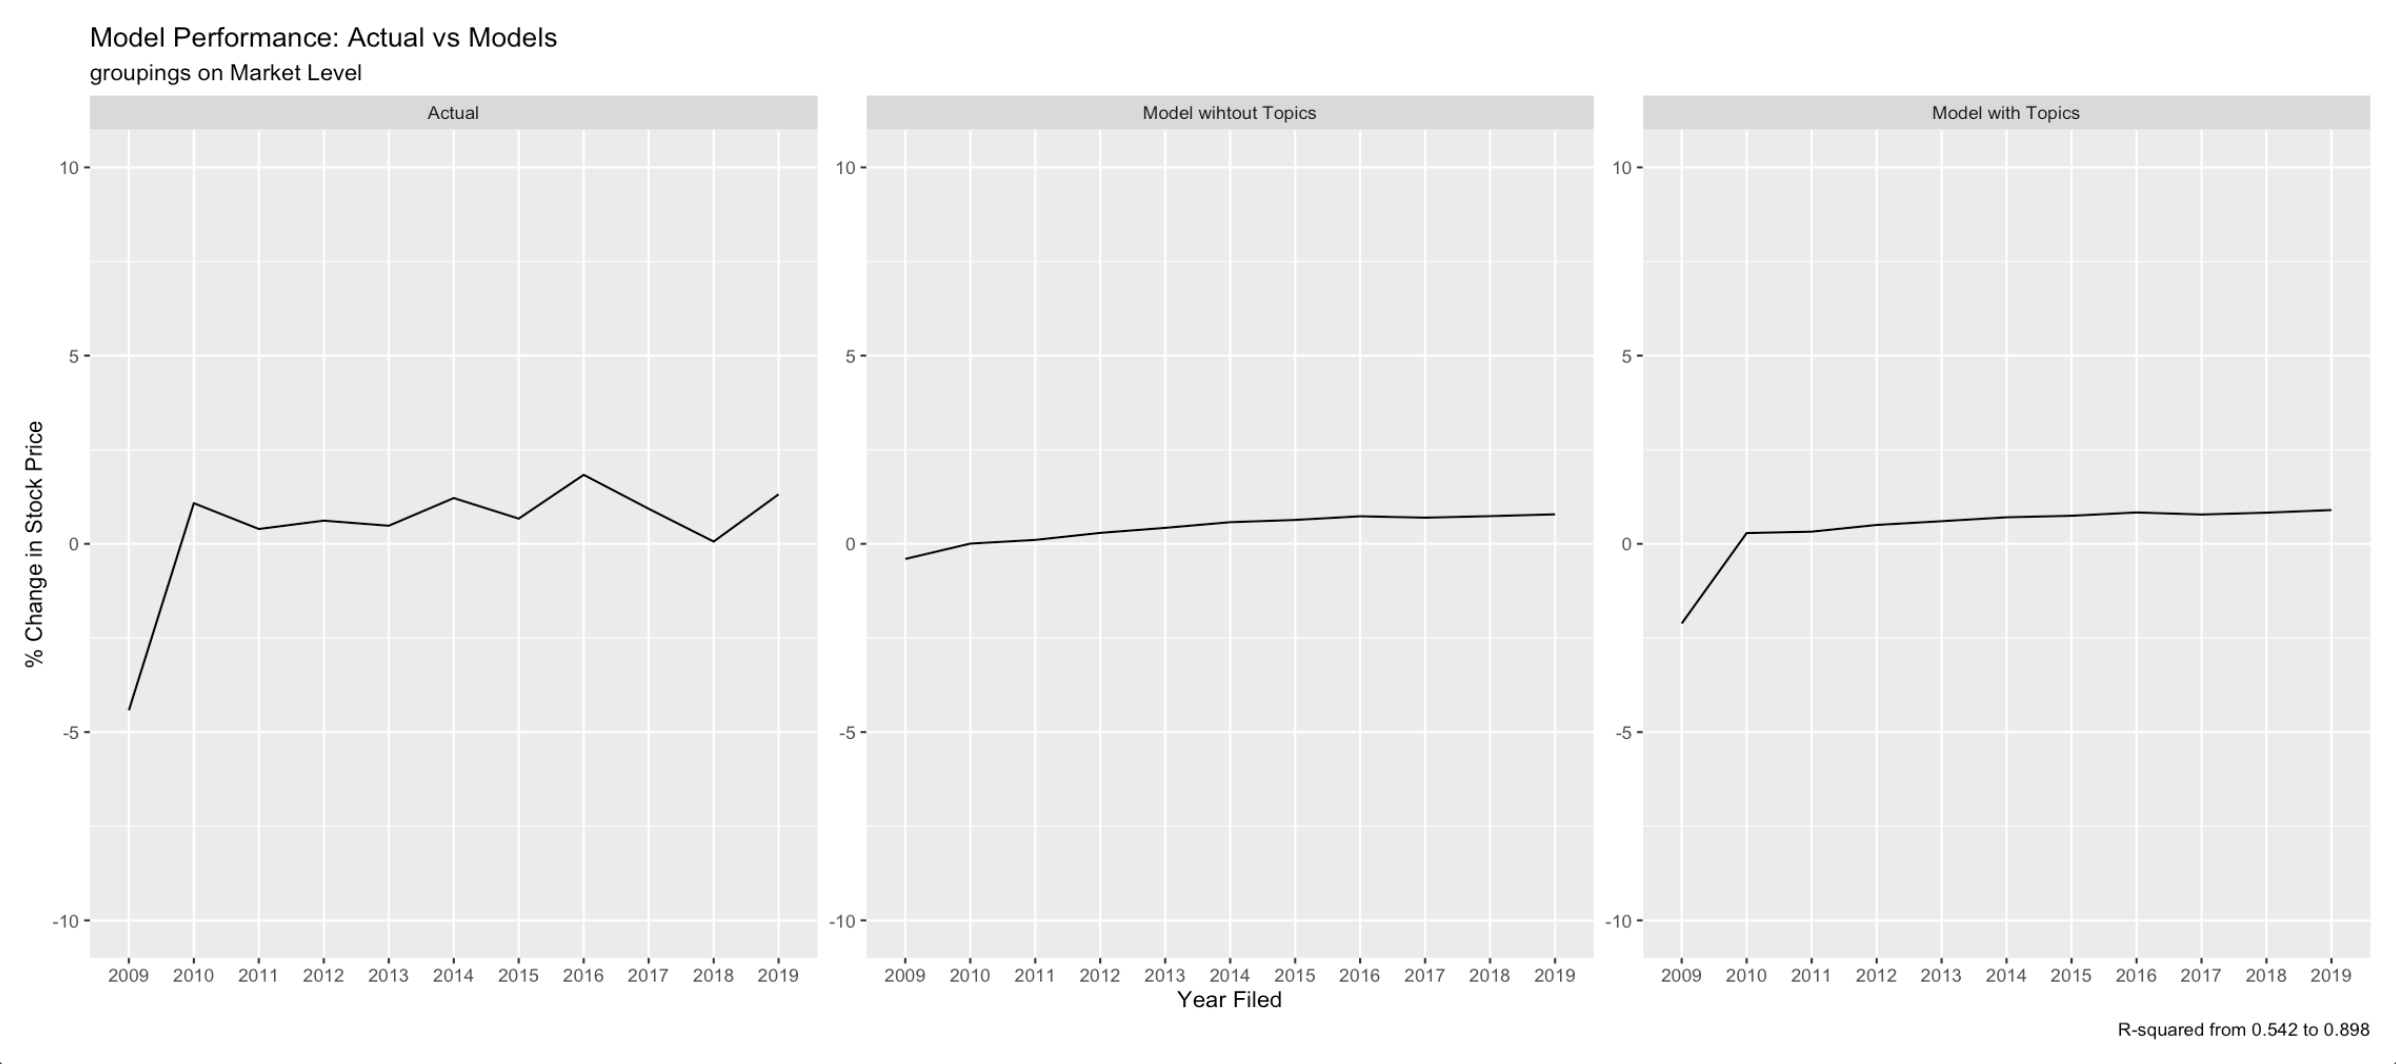 Model Performance: Actual vs Models
groupings on Market Level
Actual
Model wihtout Topics
Model with Topics
% Change in Stock Price
10
5
0
-5
-10
10
5
0
-5
-10
10
5
0
-5
-10
2009 2010 2011 2012 2013 2014 2015 2016 2017 2018 2019
2009 2010 2011 2012 2013 2014 2015 2016 2017 2018 2019
2009 2010 2011 2012 2013 2014 2015 2016 2017 2018 2019
Year Filed
R-squared from 0.542 to 0.898